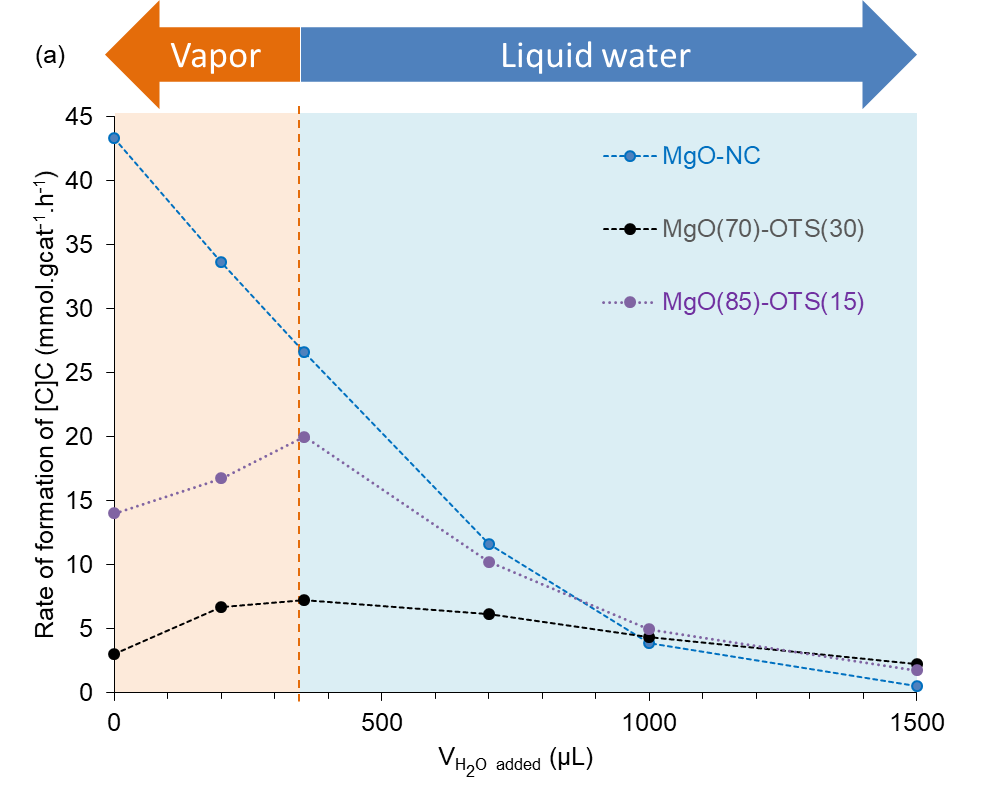 (a)
Vapor
Liquid water
Rate of formation of [C]C (mmol.gcat⁻¹.h⁻¹)
45
40
35
30
25
20
15
10
5
0
MgO-NC
MgO(70)-OTS(30)
MgO(85)-OTS(15)
0
500
1000
1500
V_H₂O added (µL)